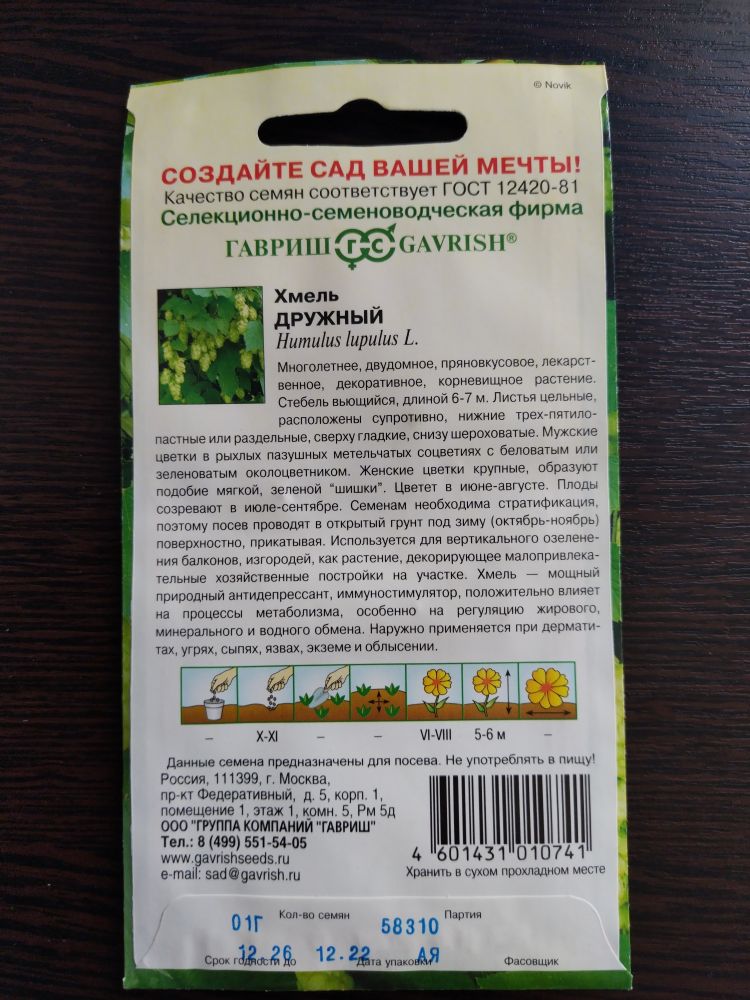 © Novik
СОЗДАЙТЕ САД ВАШЕЙ МЕЧТЫ!
Качество семян соответствует ГОСТ 12420-81
Селекционно-семеноводческая фирма
ГАВРИШ ГС GAVRISH®
Хмель
ДРУЖНЫЙ
Humulus lupulus L.
Многолетнее, двудомное, пряновкусовое, лекарст-
венное, декоративное, корневищное растение.
Стебель вьющийся, длиной 6-7 м. Листья цельные,
расположены супротивно, нижние трех-пятило-
пастные или раздельные, сверху гладкие, снизу шероховатые. Мужские
цветки в рыхлых пазушных метельчатых соцветиях с беловатым или
зеленоватым околоцветником. Женские цветки крупные, образуют
подобие мягкой, зеленой "шишки". Цветет в июне-августе. Плоды
созревают в июле-сентябре. Семенам необходима стратификация,
поэтому посев проводят в открытый грунт под зиму (октябрь-ноябрь)
поверхностно, прикатывая. Используется для вертикального озелене-
ния балконов, изгородей, как растение, декорирующее малопривлека-
тельные хозяйственные постройки на участке. Хмель — мощный
природный антидепрессант, иммуностимулятор, положительно влияет
на процессы метаболизма, особенно на регуляцию жирового,
минерального и водного обмена. Наружно применяется при дермати-
тах, угрях, сыпях, язвах, экземе и облысении.
– X-XI – – VI-VIII 5-6 м –
Данные семена предназначены для посева. Не употреблять в пищу!
Россия, 111399, г. Москва,
пр-кт Федеративный, д. 5, корп. 1,
помещение 1, этаж 1, комн. 5, Рм 5д
ООО "ГРУППА КОМПАНИЙ "ГАВРИШ"
Тел.: 8 (499) 551-54-05
www.gavrishseeds.ru
e-mail: sad@gavrish.ru
4 601431 010741
Хранить в сухом прохладном месте
01Г Кол-во семян 58310 Партия
12.26 12.22 АЯ
Срок годности до Дата упаковки Фасовщик